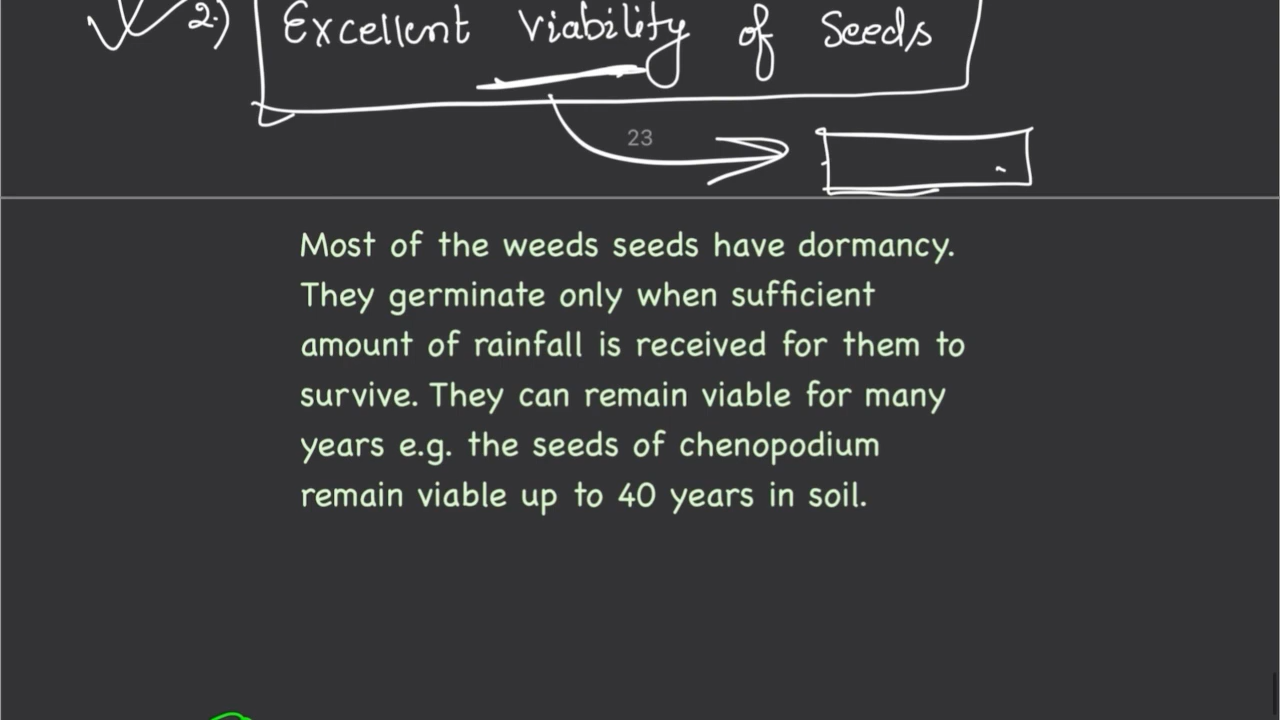 2.) Excellent Viability of Seeds
23
Most of the weeds seeds have dormancy.
They germinate only when sufficient
amount of rainfall is received for them to
survive. They can remain viable for many
years e.g. the seeds of chenopodium
remain viable up to 40 years in soil.